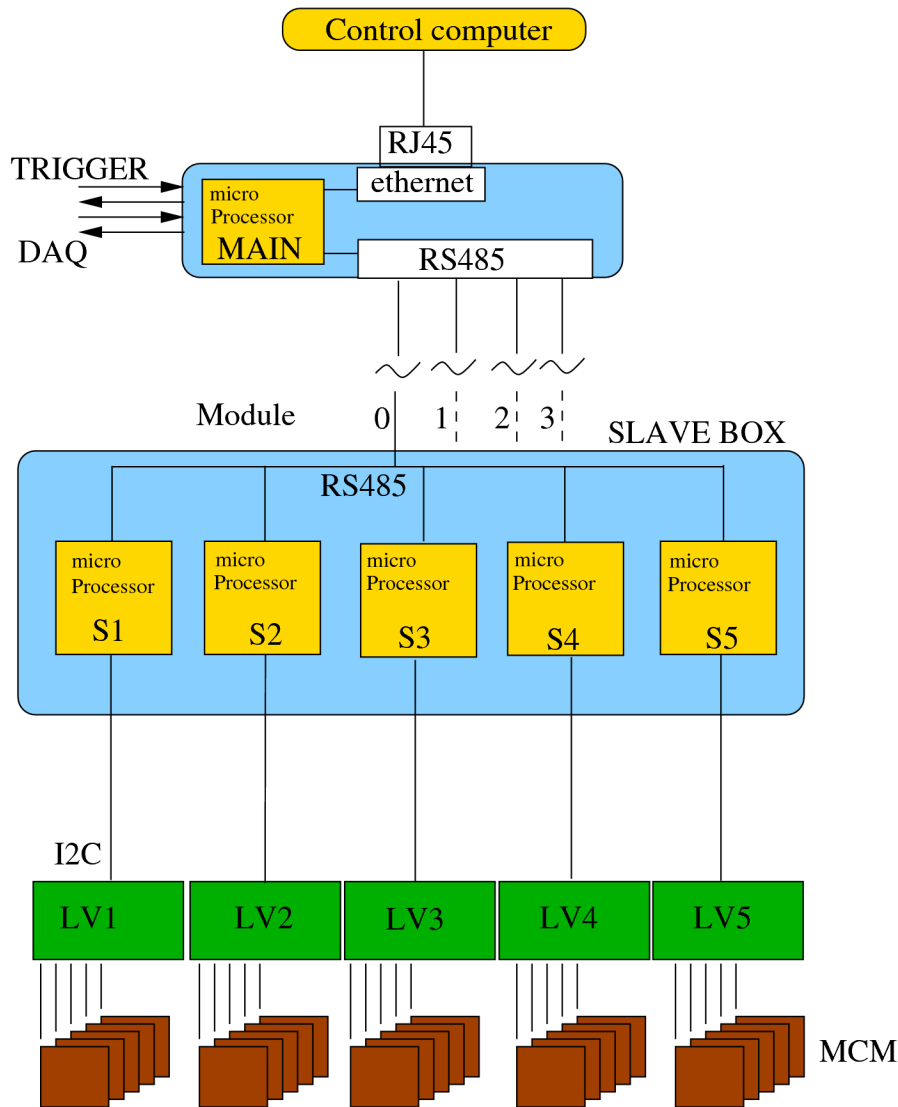 Control computer
RJ45
TRIGGER
ethernet
micro
Processor
MAIN
DAQ
RS485
Module 0 1 2 3
SLAVE BOX
RS485
micro
Processor
S1
micro
Processor
S2
micro
Processor
S3
micro
Processor
S4
micro
Processor
S5
I2C
LV1 LV2 LV3 LV4 LV5
MCM